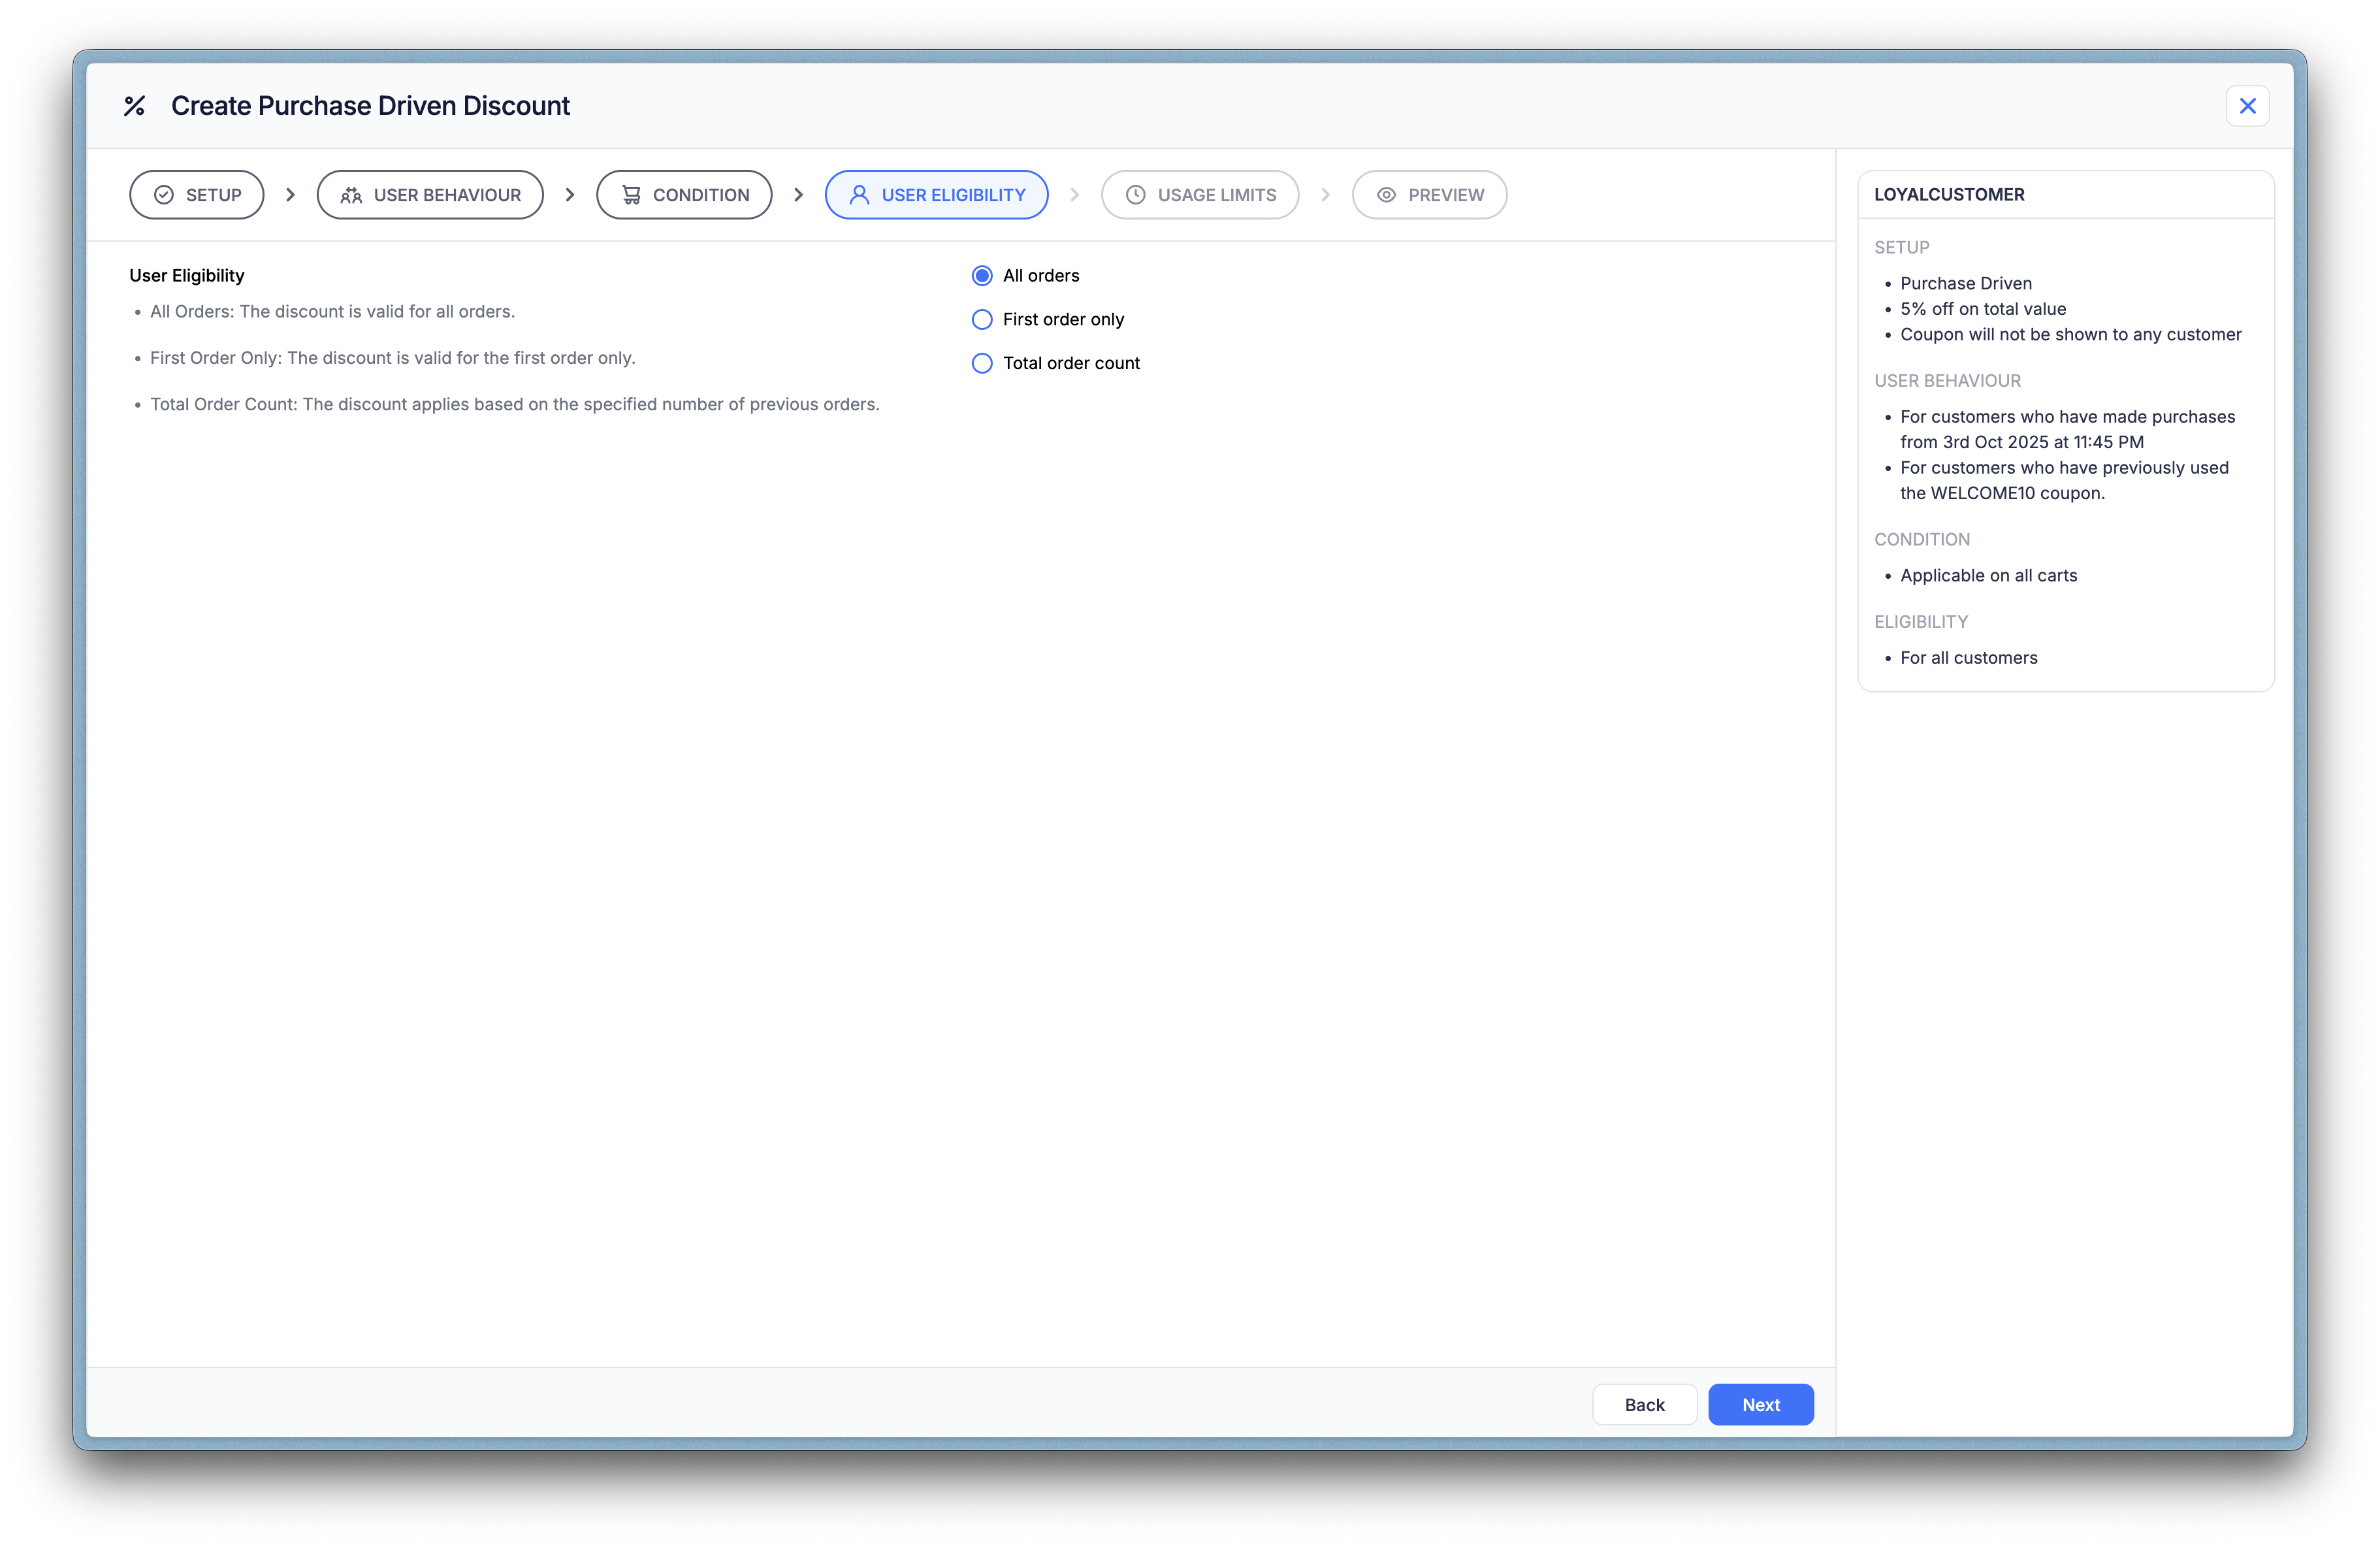 Create Purchase Driven Discount
SETUP
USER BEHAVIOUR
CONDITION
USER ELIGIBILITY
USAGE LIMITS
PREVIEW
User Eligibility
• All Orders: The discount is valid for all orders.
• First Order Only: The discount is valid for the first order only.
• Total Order Count: The discount applies based on the specified number of previous orders.
All orders
First order only
Total order count
Back
Next
LOYALCUSTOMER
SETUP
• Purchase Driven
• 5% off on total value
• Coupon will not be shown to any customer
USER BEHAVIOUR
• For customers who have made purchases
from 3rd Oct 2025 at 11:45 PM
• For customers who have previously used
the WELCOME10 coupon.
CONDITION
• Applicable on all carts
ELIGIBILITY
• For all customers